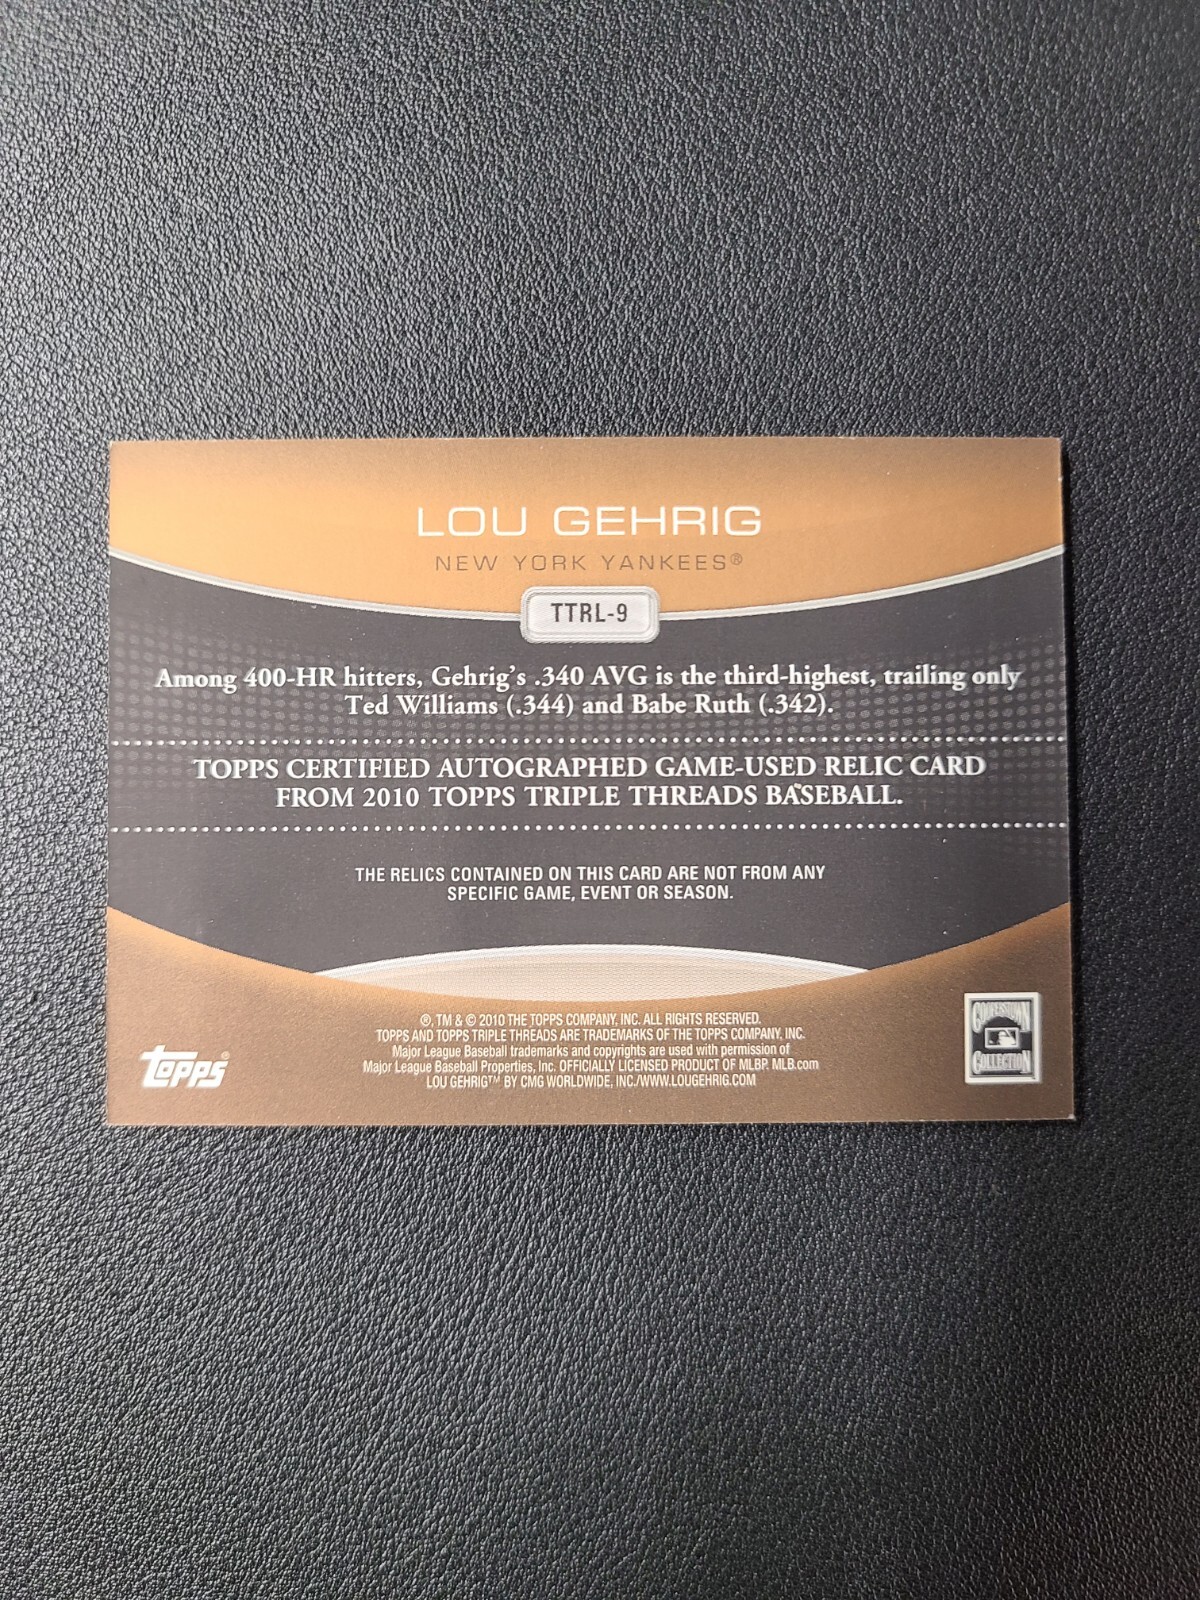 LOU GEHRIG
NEW YORK YANKEES®
TTRL-9
Among 400-HR hitters, Gehrig's .340 AVG is the third-highest, trailing only
Ted Williams (.344) and Babe Ruth (.342).
TOPPS CERTIFIED AUTOGRAPHED GAME-USED RELIC CARD
FROM 2010 TOPPS TRIPLE THREADS BASEBALL.
THE RELICS CONTAINED ON THIS CARD ARE NOT FROM ANY
SPECIFIC GAME, EVENT OR SEASON.
®, TM & © 2010 THE TOPPS COMPANY, INC. ALL RIGHTS RESERVED.
TOPPS AND TOPPS TRIPLE THREADS ARE TRADEMARKS OF THE TOPPS COMPANY, INC.
Major League Baseball trademarks and copyrights are used with permission of
Major League Baseball Properties, Inc. OFFICIALLY LICENSED PRODUCT OF MLBP. MLB.com
LOU GEHRIG™ BY CMG WORLDWIDE, INC./WWW.LOUGEHRIG.COM
Topps®
COOPERSTOWN
COLLECTION